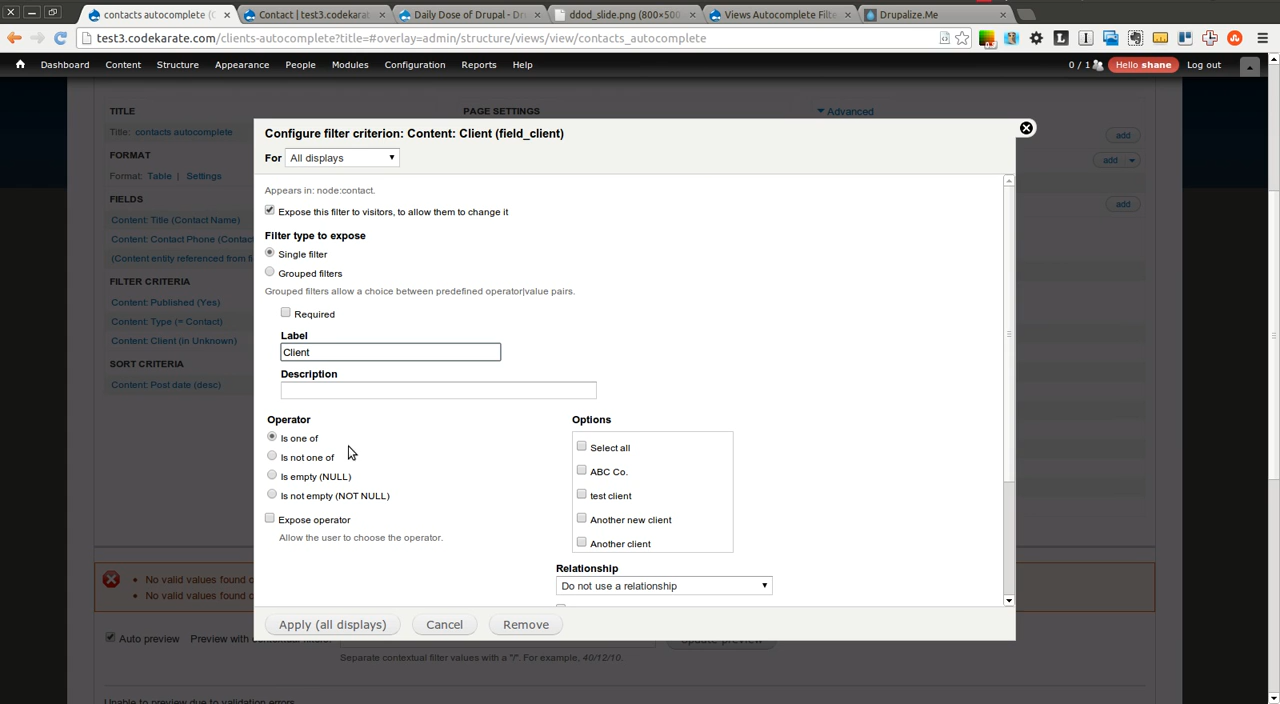 contacts autocomplete (C
Contact | test3.codekarat
Daily Dose of Drupal - Dr
ddod_slide.png (800×500
Views Autocomplete Filte
Drupalize.Me
test3.codekarate.com/clients-autocomplete?title=#overlay=admin/structure/views/view/contacts_autocomplete
Dashboard Content Structure Appearance People Modules Configuration Reports Help 0 / 1 Hello shane Log out
TITLE PAGE SETTINGS Advanced
Title: contacts autocomplete
add
FORMAT
add
Format: Table | Settings
FIELDS
add
Content: Title (Contact Name)
Content: Contact Phone (Contac
(Content entity referenced from fi
FILTER CRITERIA
Content: Published (Yes)
Content: Type (= Contact)
Content: Client (in Unknown)
SORT CRITERIA
Content: Post date (desc)
Configure filter criterion: Content: Client (field_client)
For All displays
Appears in: node:contact.
Expose this filter to visitors, to allow them to change it
Filter type to expose
Single filter
Grouped filters
Grouped filters allow a choice between predefined operator|value pairs.
Required
Label
Client
Description
Operator
Is one of
Is not one of
Is empty (NULL)
Is not empty (NOT NULL)
Expose operator
Allow the user to choose the operator.
Options
Select all
ABC Co.
test client
Another new client
Another client
Relationship
Do not use a relationship
Apply (all displays) Cancel Remove
No valid values found o
No valid values found o
Auto preview Preview with
Separate contextual filter values with a "/". For example, 40/12/10.
Unable to preview due to validation errors